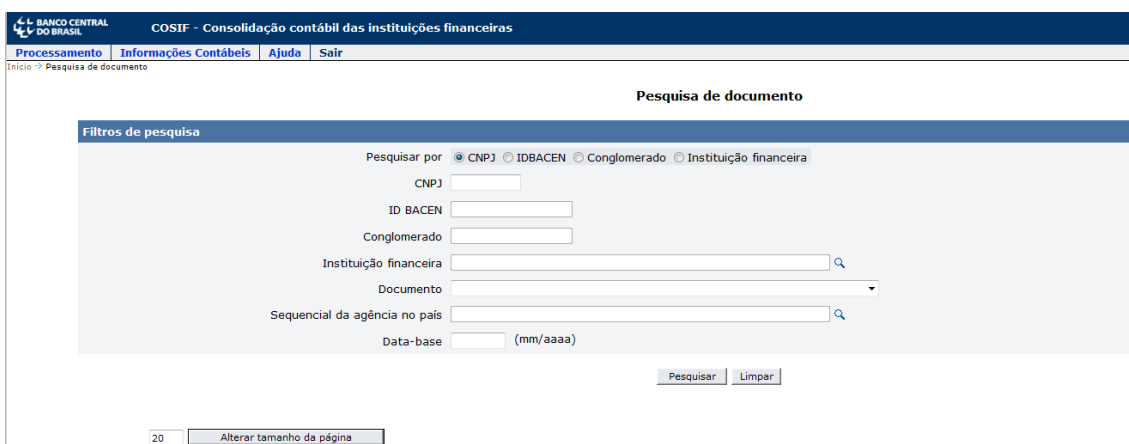 BANCO CENTRAL
DO BRASIL
COSIF - Consolidação contábil das instituições financeiras
Processamento Informações Contábeis Ajuda Sair
Início Pesquisa de documento
Pesquisa de documento
Filtros de pesquisa
Pesquisar por CNPJ IDBACEN Conglomerado Instituição financeira
CNPJ
ID BACEN
Conglomerado
Instituição financeira
Documento
Sequencial da agência no país
Data-base (mm/aaaa)
Pesquisar Limpar
20 Alterar tamanho da página